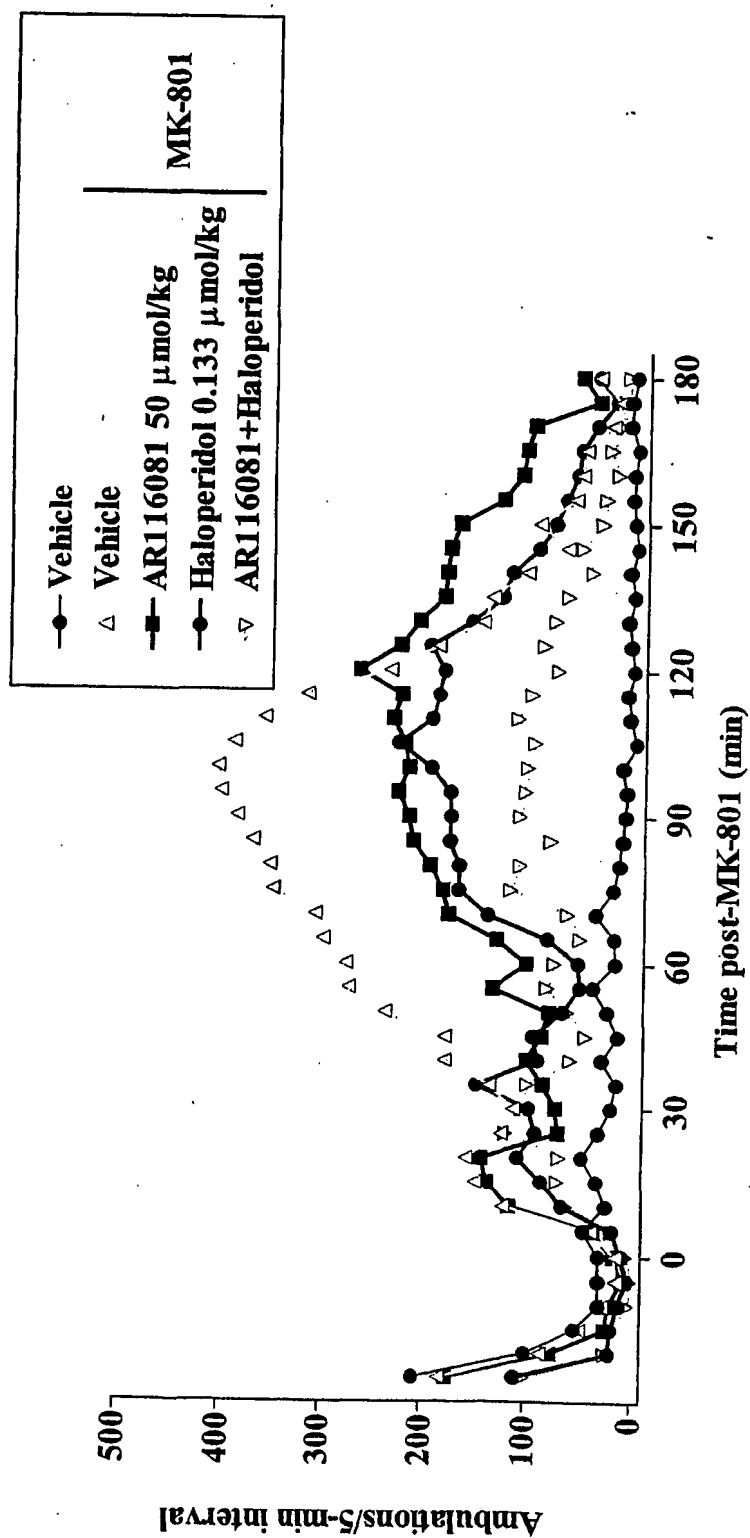 Vehicle
Vehicle
AR116081 50 μmol/kg
Haloperidol 0.133 μmol/kg
AR116081+Haloperidol
MK-801
Ambulations/5-min interval
500
400
300
200
100
0
0
30
60
90
120
150
180
Time post-MK-801 (min)